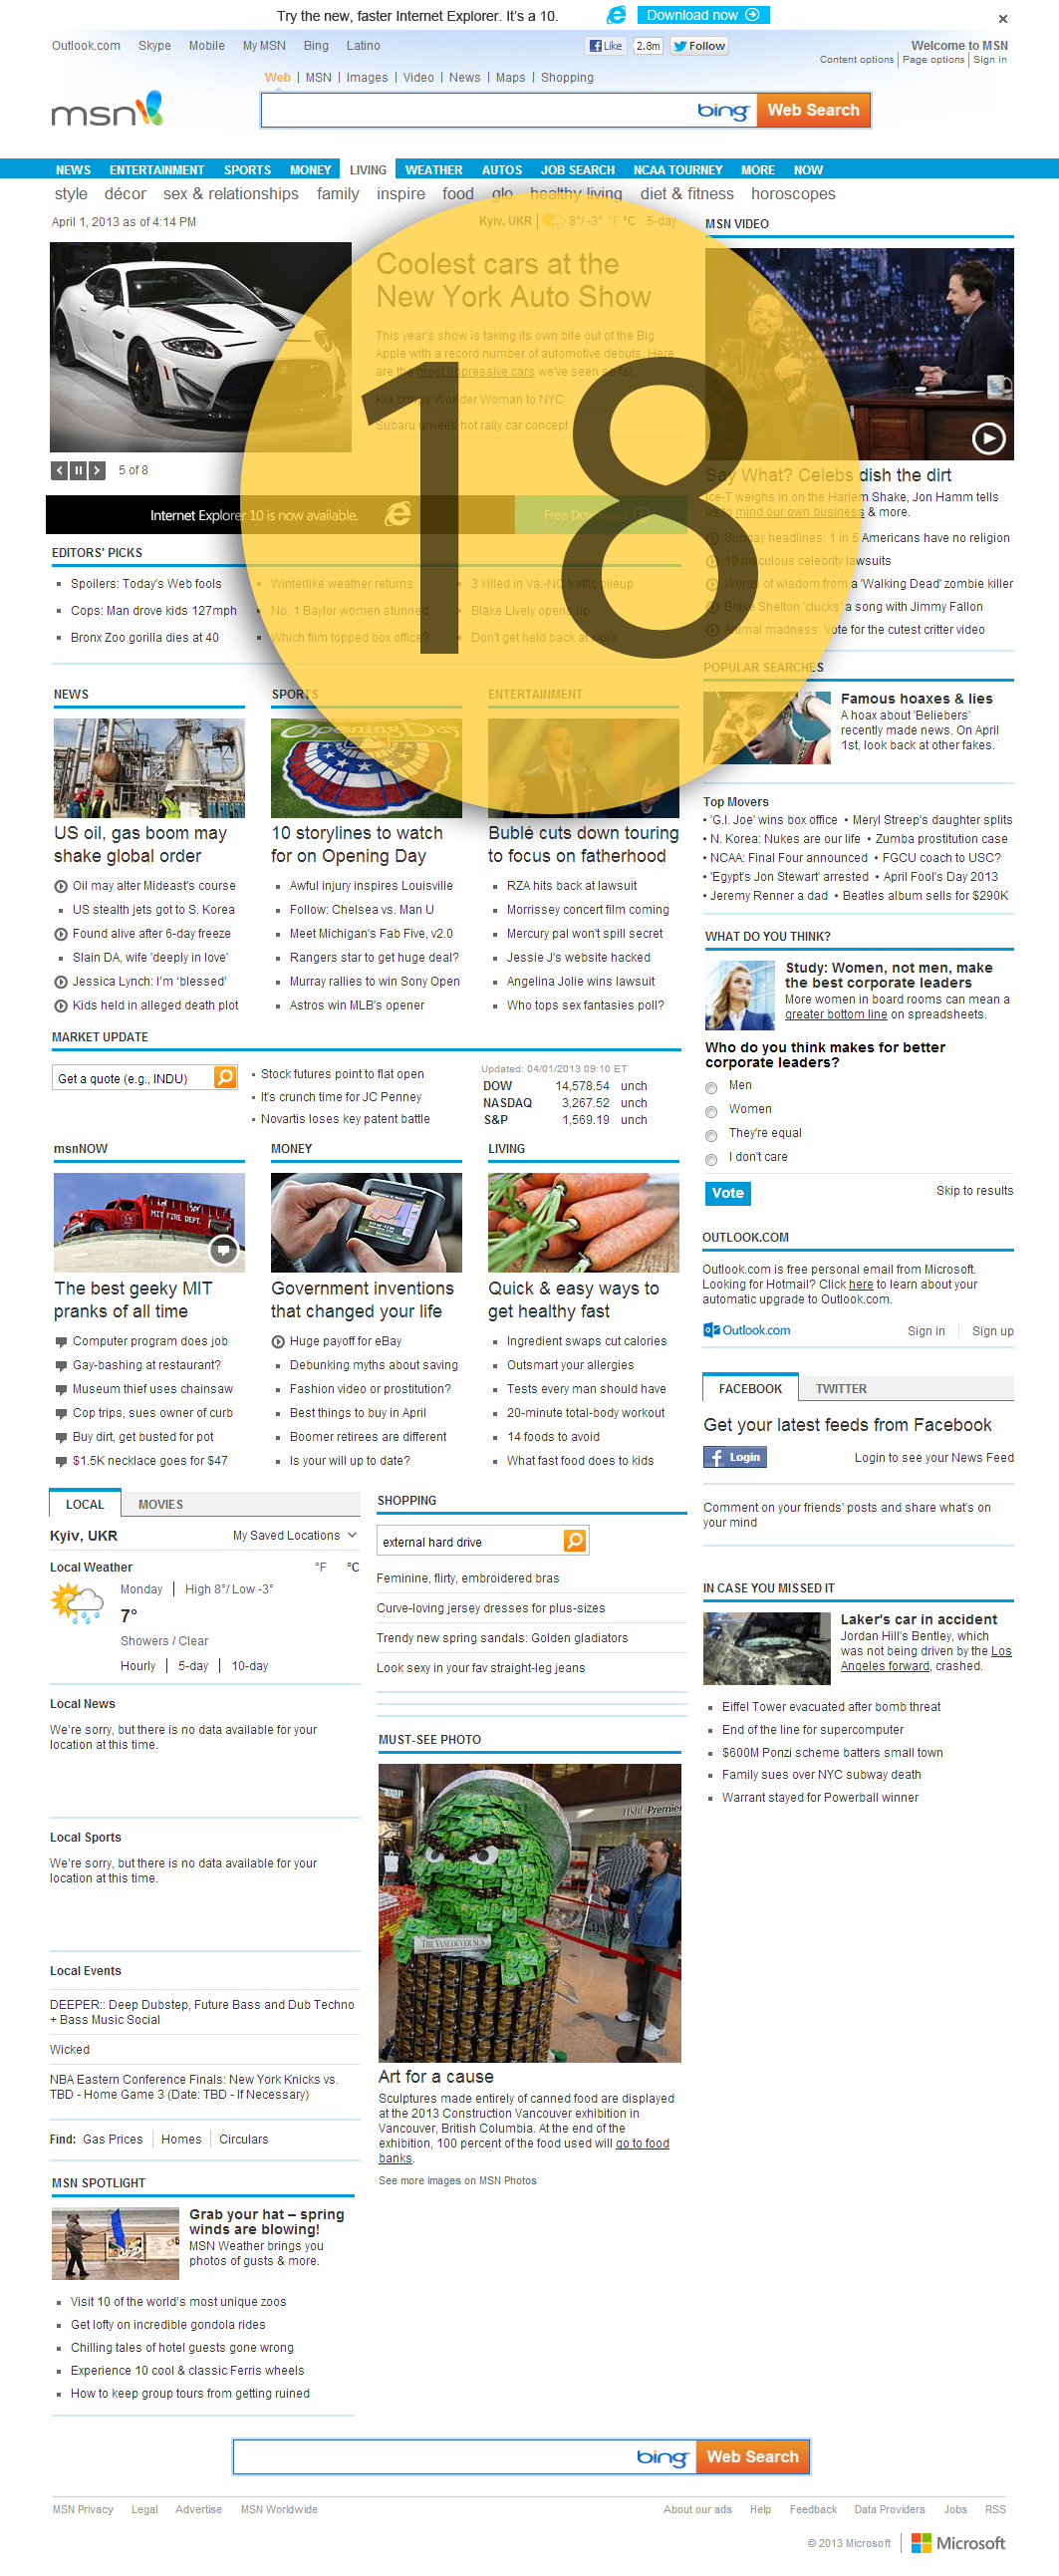 Try the new, faster Internet Explorer. It's a 10.
Download now
Outlook.com Skype Mobile My MSN Bing Latino
Like 2.8m Follow
Welcome to MSN
Content options Page options Sign in
Web MSN Images Video News Maps Shopping
msn
bing Web Search
NEWS ENTERTAINMENT SPORTS MONEY LIVING WEATHER AUTOS JOB SEARCH NCAA TOURNEY MORE NOW
style décor sex & relationships family inspire food glo healthy living diet & fitness horoscopes
April 1, 2013 as of 4:14 PM
Kyiv, UKR 8°/ -3° °F °C 5-day
Coolest cars at the
New York Auto Show
This year's show is taking its own bite out of the Big
Apple with a record number of automotive debuts. Here
are the most impressive cars we've seen so far.
Kia brings Wonder Woman to NYC
Subaru unveils hot rally car concept
18
5 of 8
Internet Explorer 10 is now available. Free Download
EDITORS' PICKS
Spoilers: Today's Web fools
Cops: Man drove kids 127mph
Bronx Zoo gorilla dies at 40
Winterlike weather returns
No. 1 Baylor women stunned
Which film topped box office?
3 killed in Va.-NC traffic pileup
Blake Lively opens up
Don't get held back at work
MSN VIDEO
Say What? Celebs dish the dirt
Ice-T weighs in on the Harlem Shake, Jon Hamm tells
us to mind our own business & more.
Sunday headlines: 1 in 5 Americans have no religion
10 ridiculous celebrity lawsuits
Words of wisdom from a 'Walking Dead' zombie killer
Blake Shelton 'clucks' a song with Jimmy Fallon
Animal madness: Vote for the cutest critter video
POPULAR SEARCHES
Famous hoaxes & lies
A hoax about 'Beliebers'
recently made news. On April
1st, look back at other fakes.
Top Movers
• 'G.I. Joe' wins box office • Meryl Streep's daughter splits
• N. Korea: Nukes are our life • Zumba prostitution case
• NCAA: Final Four announced • FGCU coach to USC?
• 'Egypt's Jon Stewart' arrested • April Fool's Day 2013
• Jeremy Renner a dad • Beatles album sells for $290K
NEWS
US oil, gas boom may
shake global order
Oil may alter Mideast's course
US stealth jets got to S. Korea
Found alive after 6-day freeze
Slain DA, wife 'deeply in love'
Jessica Lynch: I'm 'blessed'
Kids held in alleged death plot
SPORTS
Opening Day
10 storylines to watch
for on Opening Day
Awful injury inspires Louisville
Follow: Chelsea vs. Man U
Meet Michigan's Fab Five, v2.0
Rangers star to get huge deal?
Murray rallies to win Sony Open
Astros win MLB's opener
ENTERTAINMENT
Bublé cuts down touring
to focus on fatherhood
RZA hits back at lawsuit
Morrissey concert film coming
Mercury pal won't spill secret
Jessie J's website hacked
Angelina Jolie wins lawsuit
Who tops sex fantasies poll?
WHAT DO YOU THINK?
Study: Women, not men, make
the best corporate leaders
More women in board rooms can mean a
greater bottom line on spreadsheets.
Who do you think makes for better
corporate leaders?
Men
Women
They're equal
I don't care
Vote Skip to results
MARKET UPDATE
Get a quote (e.g., INDU)
Stock futures point to flat open
It's crunch time for JC Penney
Novartis loses key patent battle
Updated: 04/01/2013 09:10 ET
DOW 14,578.54 unch
NASDAQ 3,267.52 unch
S&P 1,569.19 unch
msnNOW
MIT FIRE DEPT.
The best geeky MIT
pranks of all time
Computer program does job
Gay-bashing at restaurant?
Museum thief uses chainsaw
Cop trips, sues owner of curb
Buy dirt, get busted for pot
$1.5K necklace goes for $47
MONEY
Government inventions
that changed your life
Huge payoff for eBay
Debunking myths about saving
Fashion video or prostitution?
Best things to buy in April
Boomer retirees are different
Is your will up to date?
LIVING
Quick & easy ways to
get healthy fast
Ingredient swaps cut calories
Outsmart your allergies
Tests every man should have
20-minute total-body workout
14 foods to avoid
What fast food does to kids
OUTLOOK.COM
Outlook.com is free personal email from Microsoft.
Looking for Hotmail? Click here to learn about your
automatic upgrade to Outlook.com.
Outlook.com Sign in Sign up
FACEBOOK TWITTER
Get your latest feeds from Facebook
Login Login to see your News Feed
Comment on your friends' posts and share what's on
your mind
LOCAL MOVIES
Kyiv, UKR My Saved Locations
Local Weather °F °C
Monday High 8°/ Low -3°
7°
Showers / Clear
Hourly 5-day 10-day
Local News
We're sorry, but there is no data available for your
location at this time.
Local Sports
We're sorry, but there is no data available for your
location at this time.
Local Events
DEEPER:: Deep Dubstep, Future Bass and Dub Techno
+ Bass Music Social
Wicked
NBA Eastern Conference Finals: New York Knicks vs.
TBD - Home Game 3 (Date: TBD - If Necessary)
Find: Gas Prices Homes Circulars
SHOPPING
external hard drive
Feminine, flirty, embroidered bras
Curve-loving jersey dresses for plus-sizes
Trendy new spring sandals: Golden gladiators
Look sexy in your fav straight-leg jeans
MUST-SEE PHOTO
HSBC Premier
THE VANCOUVER SUN
Art for a cause
Sculptures made entirely of canned food are displayed
at the 2013 Construction Vancouver exhibition in
Vancouver, British Columbia. At the end of the
exhibition, 100 percent of the food used will go to food
banks.
See more images on MSN Photos
IN CASE YOU MISSED IT
Laker's car in accident
Jordan Hill's Bentley, which
was not being driven by the Los
Angeles forward, crashed.
Eiffel Tower evacuated after bomb threat
End of the line for supercomputer
$600M Ponzi scheme batters small town
Family sues over NYC subway death
Warrant stayed for Powerball winner
MSN SPOTLIGHT
Grab your hat – spring
winds are blowing!
MSN Weather brings you
photos of gusts & more.
Visit 10 of the world's most unique zoos
Get lofty on incredible gondola rides
Chilling tales of hotel guests gone wrong
Experience 10 cool & classic Ferris wheels
How to keep group tours from getting ruined
bing Web Search
MSN Privacy Legal Advertise MSN Worldwide
About our ads Help Feedback Data Providers Jobs RSS
© 2013 Microsoft Microsoft